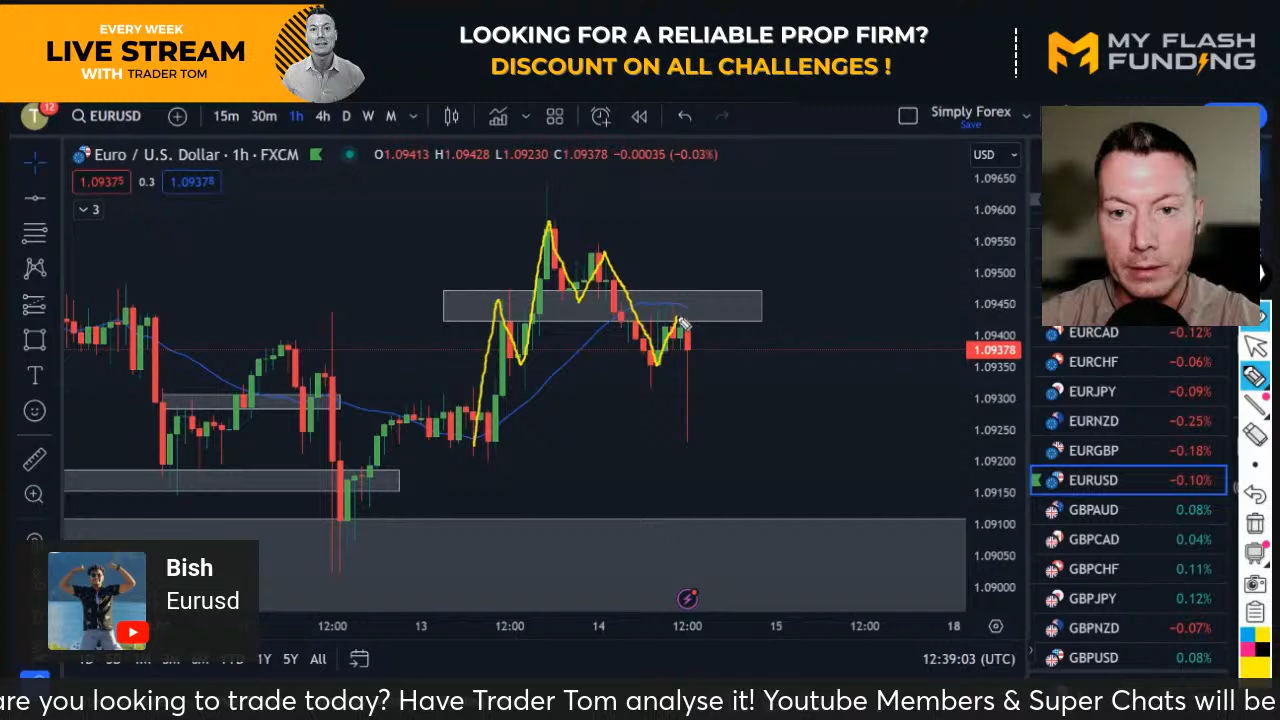 EVERY WEEK
LIVE STREAM
WITH TRADER TOM
LOOKING FOR A RELIABLE PROP FIRM?
DISCOUNT ON ALL CHALLENGES !
MY FLASH
FUNDING
T
12
EURUSD
15m 30m 1h 4h D W M
Simply Forex
Save
Euro / U.S. Dollar · 1h · FXCM
O1.09413 H1.09428 L1.09230 C1.09378 −0.00035 (−0.03%)
USD
1.09375 0.3 1.09378
3
1.09650
1.09600
1.09550
1.09500
1.09450
1.09400
1.09378
1.09350
1.09300
1.09250
1.09200
1.09150
1.09100
1.09050
1.09000
EURCAD −0.12%
EURCHF −0.06%
EURJPY −0.09%
EURNZD −0.25%
EURGBP −0.18%
EURUSD −0.10%
GBPAUD 0.08%
GBPCAD 0.04%
GBPCHF 0.11%
GBPJPY 0.12%
GBPNZD −0.07%
GBPUSD 0.08%
Bish
Eurusd
12:00 13 12:00 14 12:00 15 12:00 18
1Y 5Y All
12:39:03 (UTC)
are you looking to trade today? Have Trader Tom analyse it! Youtube Members & Super Chats will be